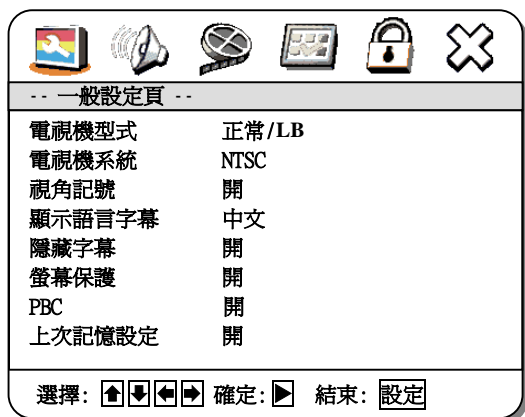 -- 一般設定頁 --
電視機型式 正常/LB
電視機系統 NTSC
視角記號 開
顯示語言字幕 中文
隱藏字幕 開
螢幕保護 開
PBC 開
上次記憶設定 開
選擇: 確定: 結束: 設定